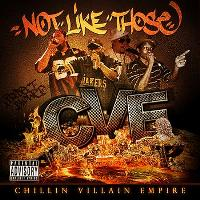 "NOT LIKE THOSE"
LAKERS
CVE
PARENTAL
ADVISORY
EXPLICIT CONTENT
CHILLIN VILLAIN EMPIRE